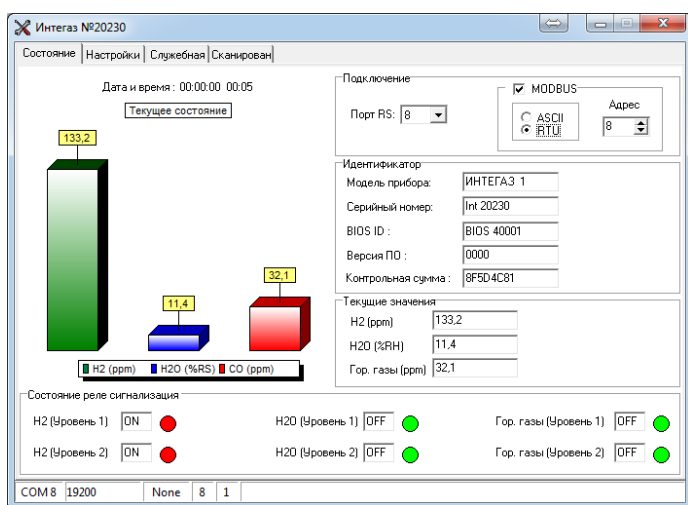 Интегаз №20230
Состояние Настройки Служебная Сканирован
Дата и время : 00:00:00 00:05
Текущее состояние
133,2
11,4
32,1
H2 (ppm) H2O (%RS) CO (ppm)
Подключение
Порт RS: 8
MODBUS
ASCII
RTU
Адрес
8
Идентификатор
Модель прибора: ИНТЕГАЗ 1
Серийный номер: Int 20230
BIOS ID : BIOS 40001
Версия ПО : 0000
Контрольная сумма : 8F5D4C81
Текущие значения
H2 (ppm) 133,2
H2O (%RH) 11,4
Гор. газы (ppm) 32,1
Состояние реле сигнализации
H2 (Уровень 1) ON H2O (Уровень 1) OFF Гор. газы (Уровень 1) OFF
H2 (Уровень 2) ON H2O (Уровень 2) OFF Гор. газы (Уровень 2) OFF
COM 8 19200 None 8 1